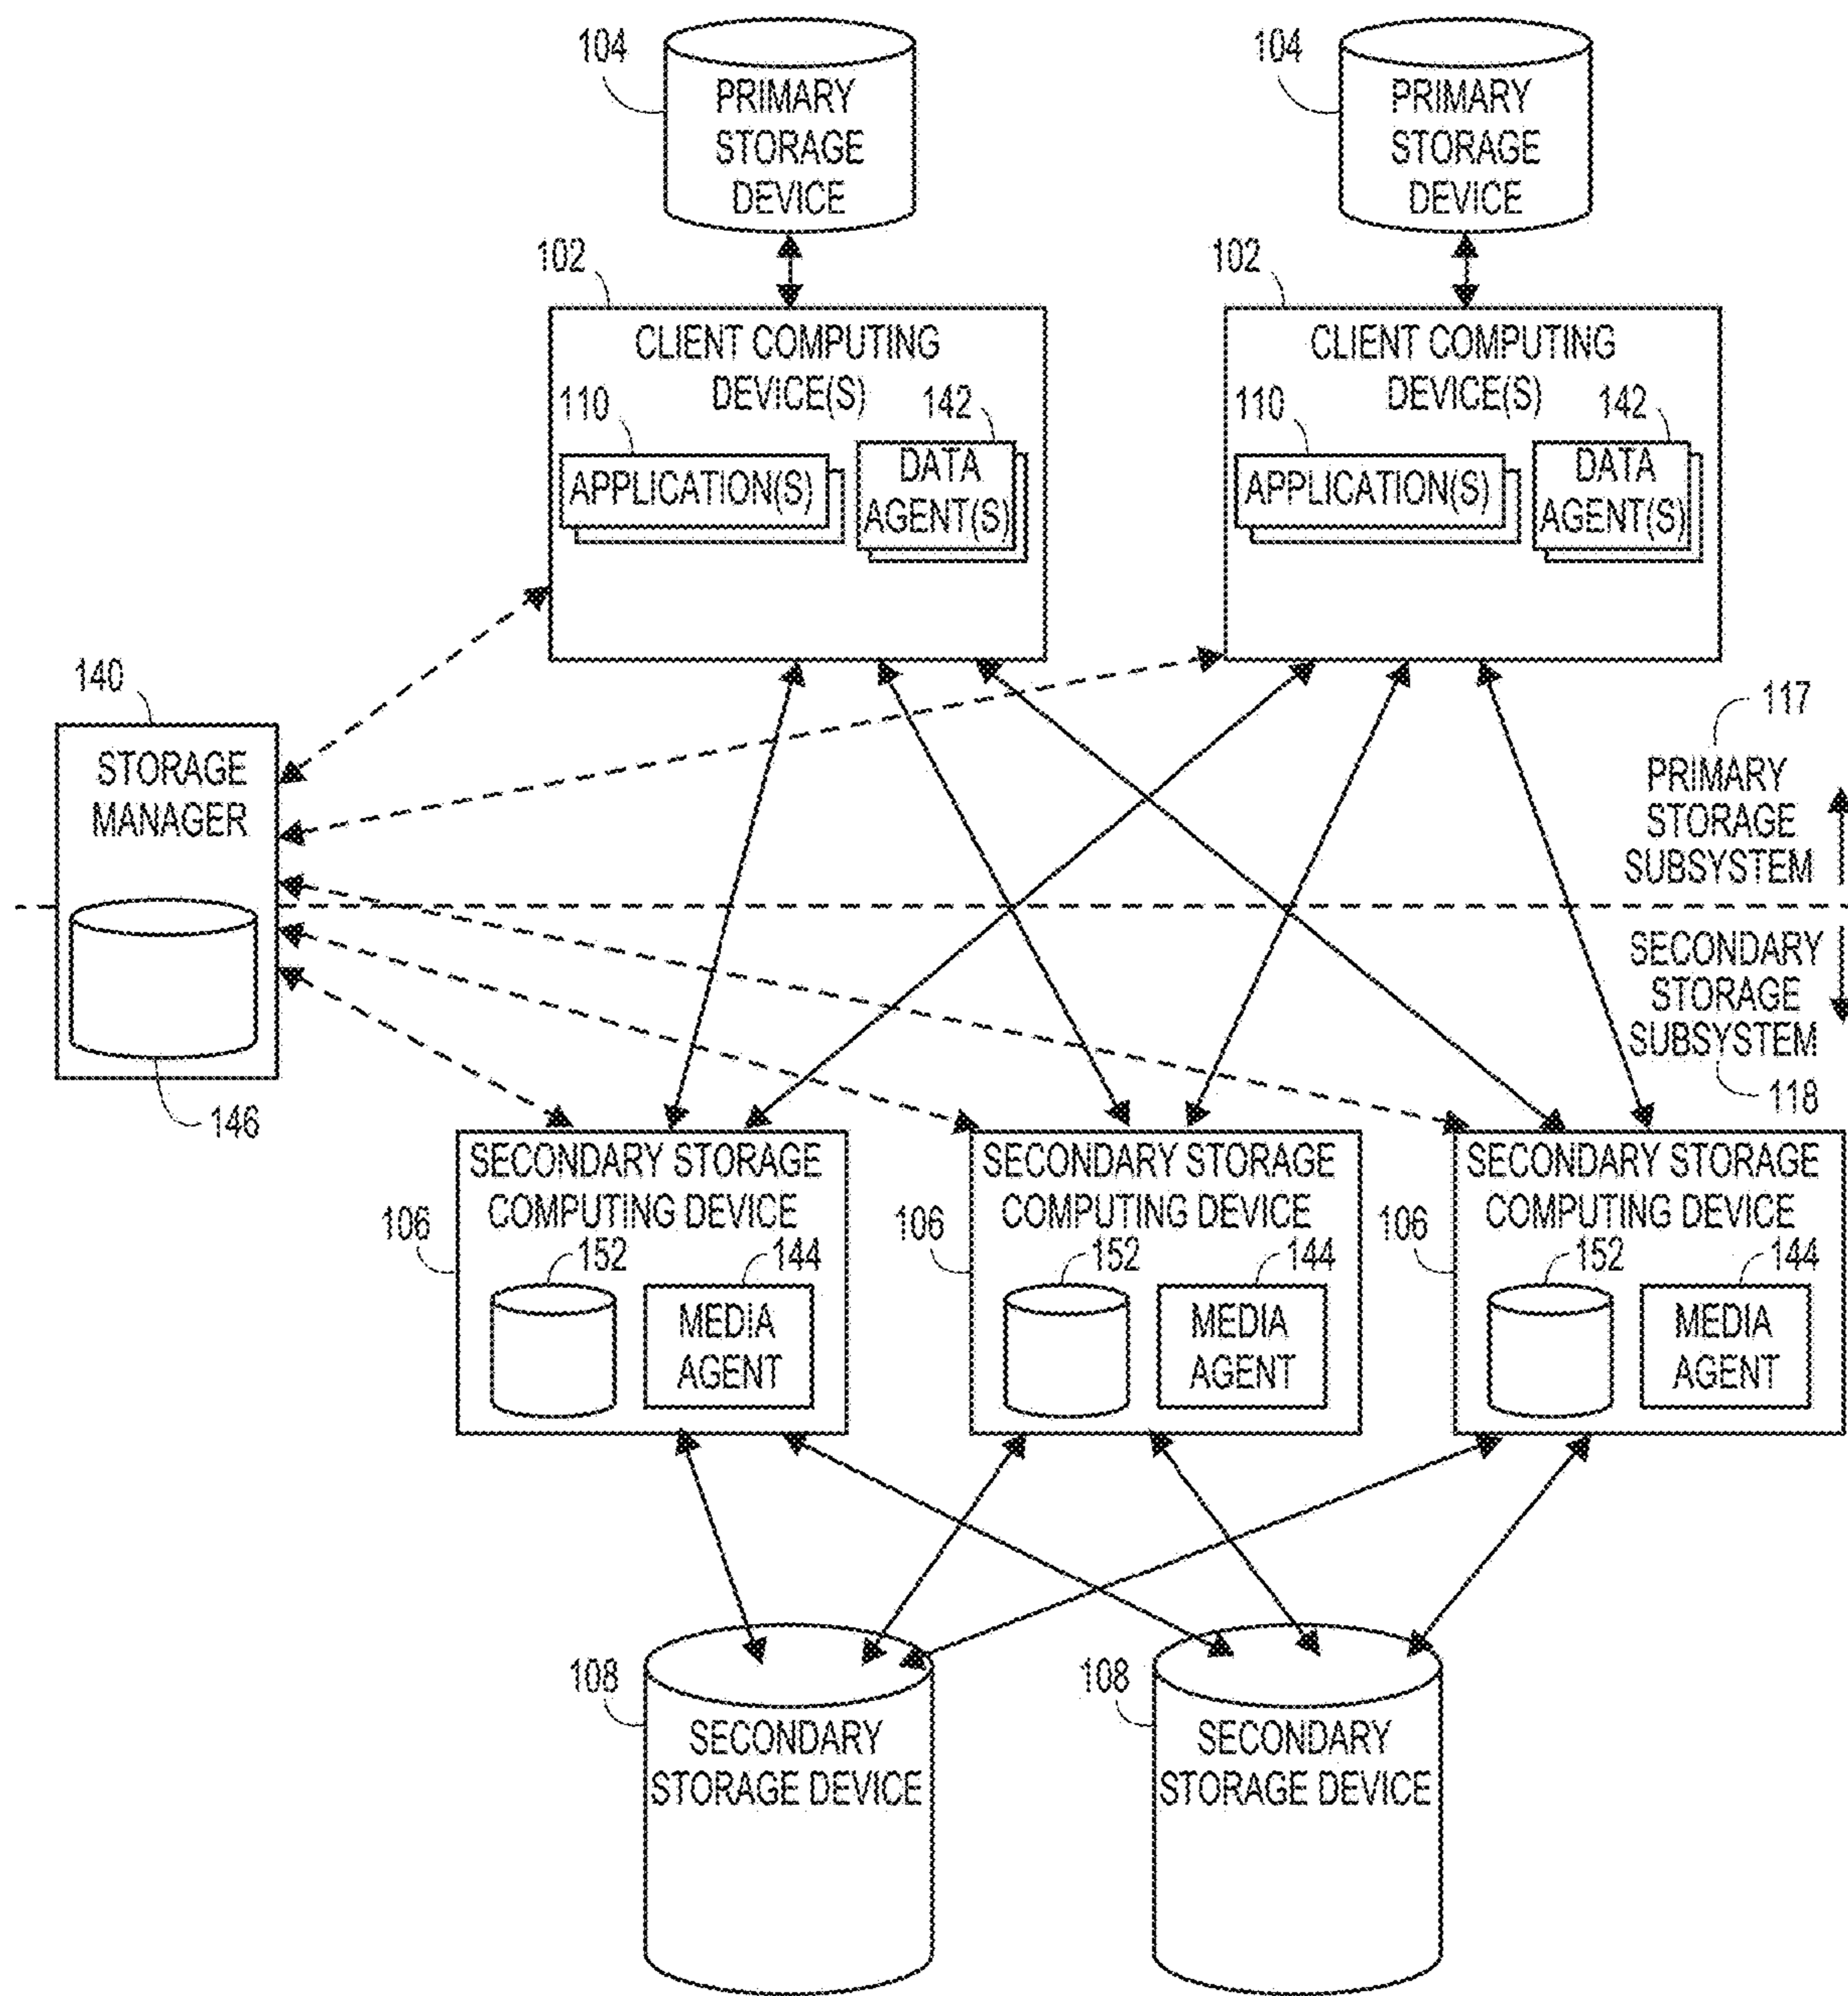 104
PRIMARY
STORAGE
DEVICE
104
PRIMARY
STORAGE
DEVICE
102
CLIENT COMPUTING
DEVICE(S)
110
142
APPLICATION(S)
DATA
AGENT(S)
102
CLIENT COMPUTING
DEVICE(S)
110
142
APPLICATION(S)
DATA
AGENT(S)
140
STORAGE
MANAGER
146
117
PRIMARY
STORAGE
SUBSYSTEM
SECONDARY
STORAGE
SUBSYSTEM
118
SECONDARY STORAGE
COMPUTING DEVICE
106
152
144
MEDIA
AGENT
SECONDARY STORAGE
COMPUTING DEVICE
106
152
144
MEDIA
AGENT
SECONDARY STORAGE
COMPUTING DEVICE
106
152
144
MEDIA
AGENT
108
SECONDARY
STORAGE DEVICE
108
SECONDARY
STORAGE DEVICE